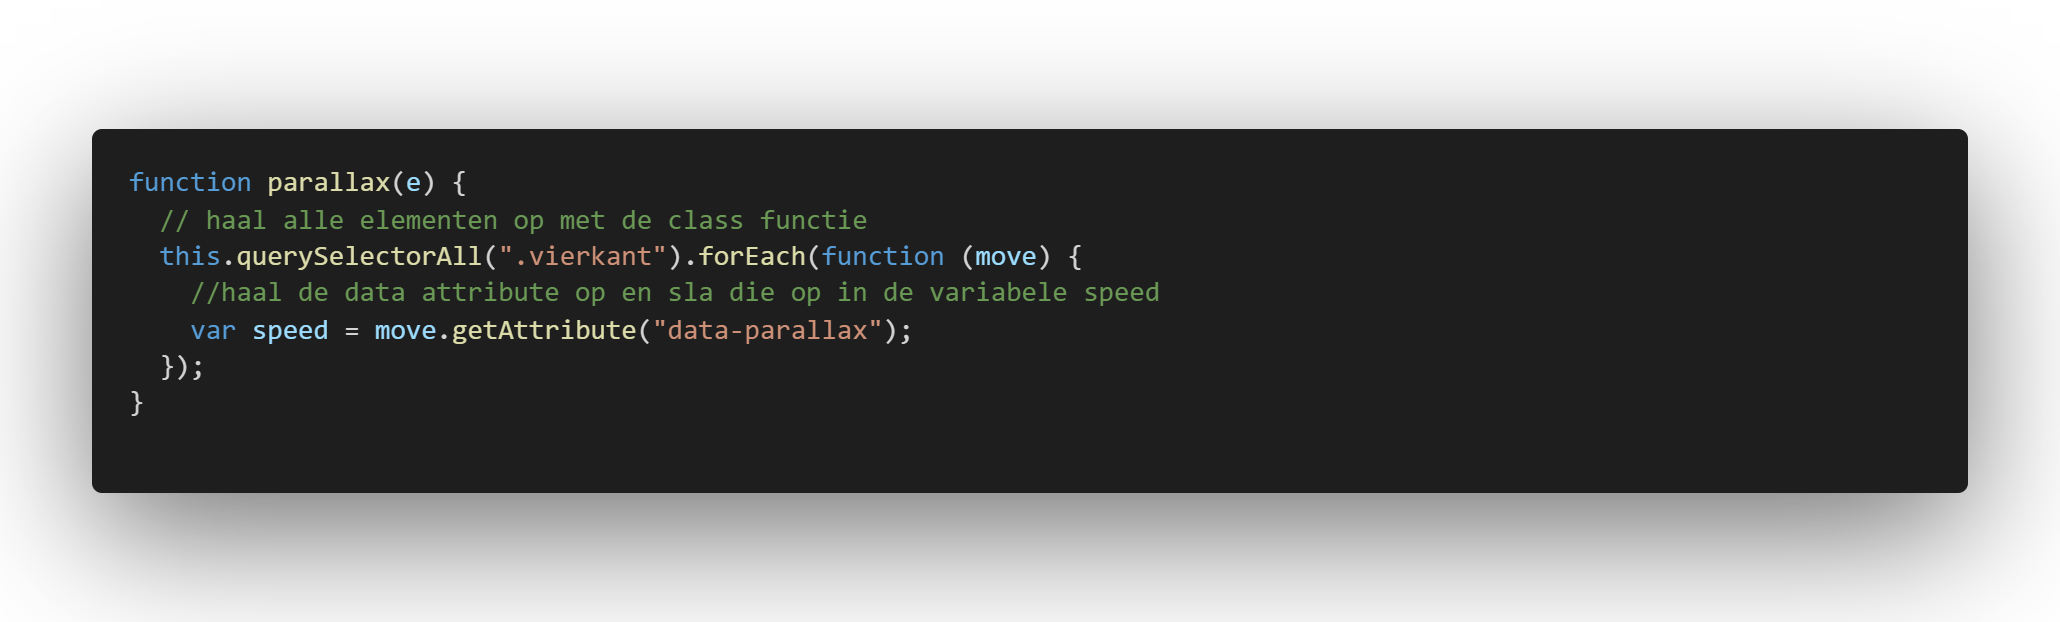 function parallax(e) {
  // haal alle elementen op met de class functie
  this.querySelectorAll(".vierkant").forEach(function (move) {
    //haal de data attribute op en sla die op in de variabele speed
    var speed = move.getAttribute("data-parallax");
  });
}